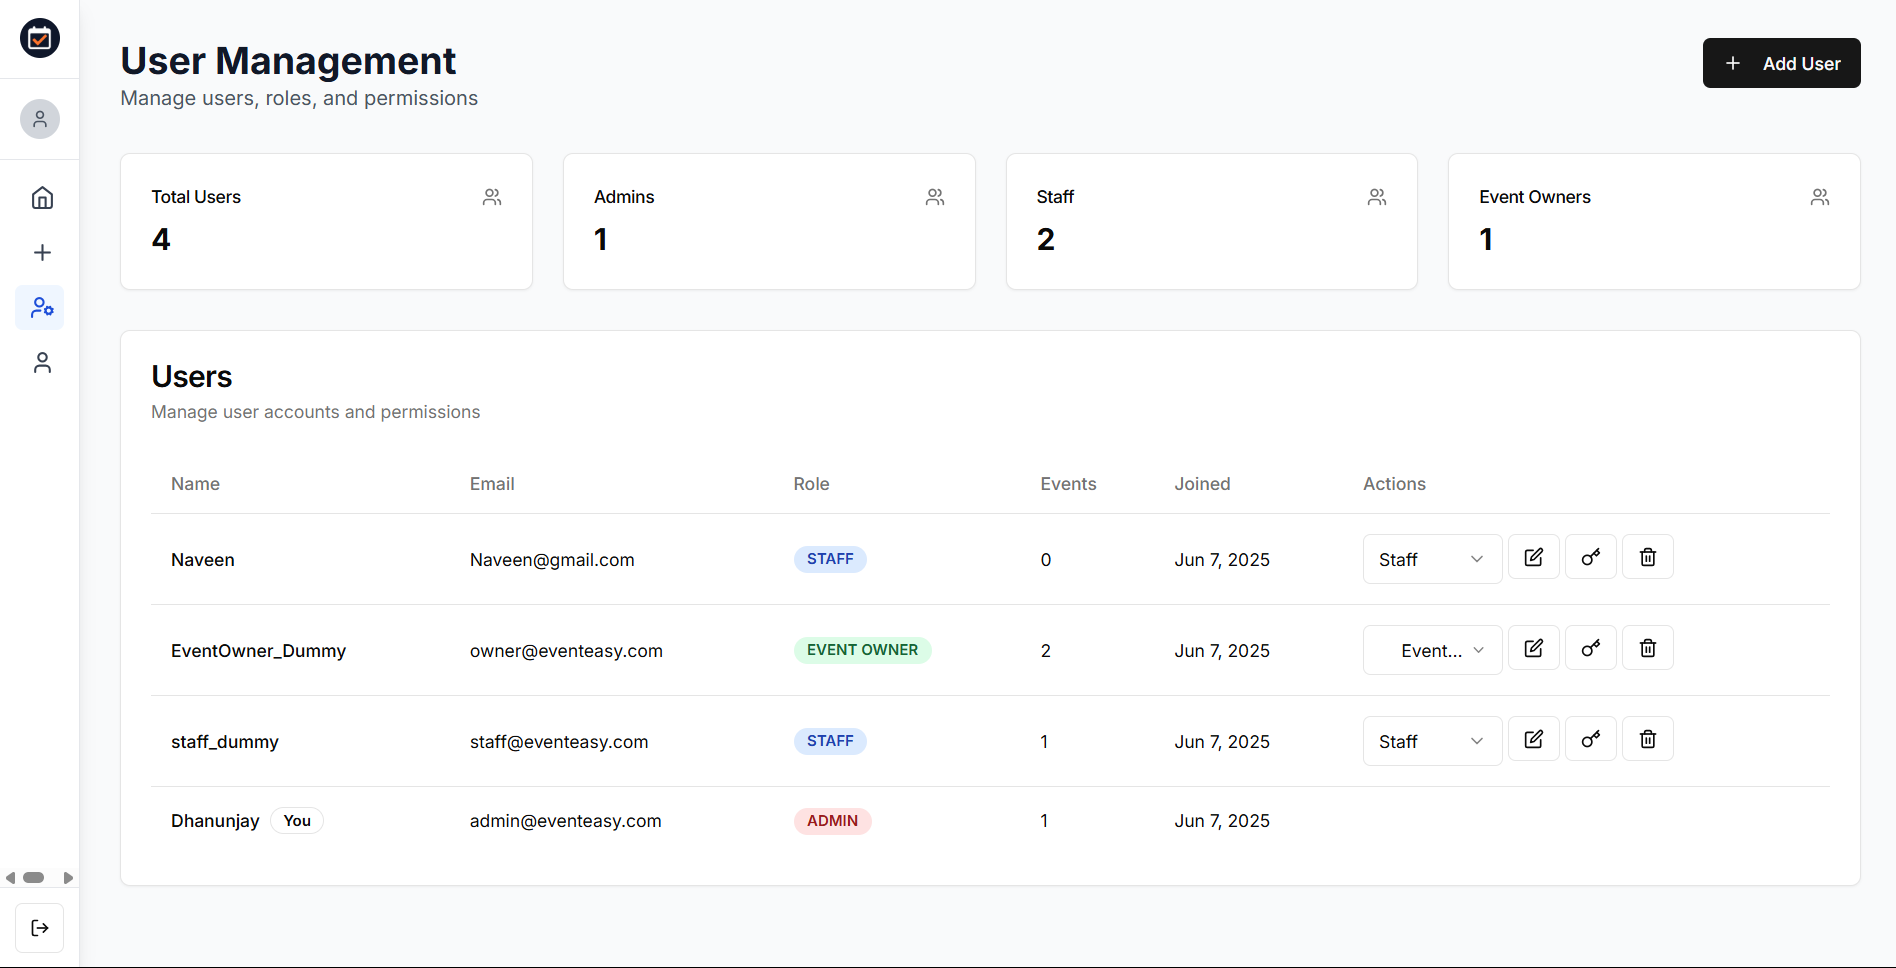 User Management
Manage users, roles, and permissions
Add User
Total Users
4
Admins
1
Staff
2
Event Owners
1
Users
Manage user accounts and permissions
Name Email Role Events Joined Actions
Naveen Naveen@gmail.com STAFF 0 Jun 7, 2025 Staff
EventOwner_Dummy owner@eventeasy.com EVENT OWNER 2 Jun 7, 2025 Event...
staff_dummy staff@eventeasy.com STAFF 1 Jun 7, 2025 Staff
Dhanunjay You admin@eventeasy.com ADMIN 1 Jun 7, 2025